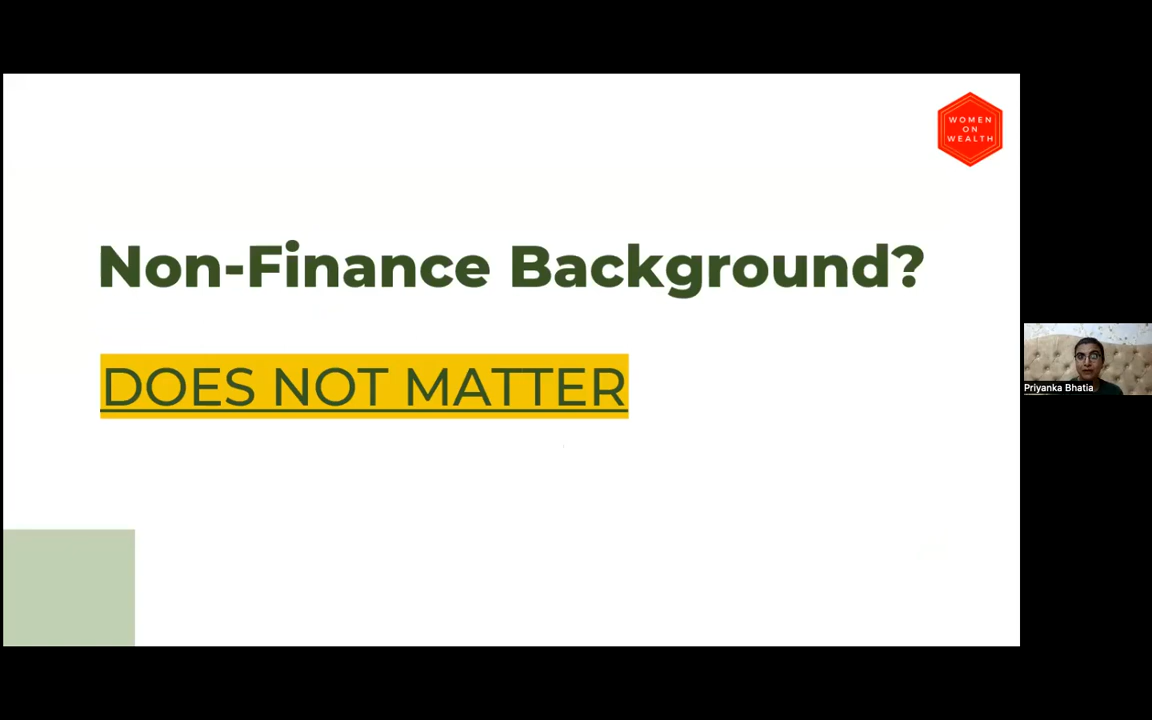 WOMEN
ON
WEALTH
Non-Finance Background?
DOES NOT MATTER
Priyanka Bhatia